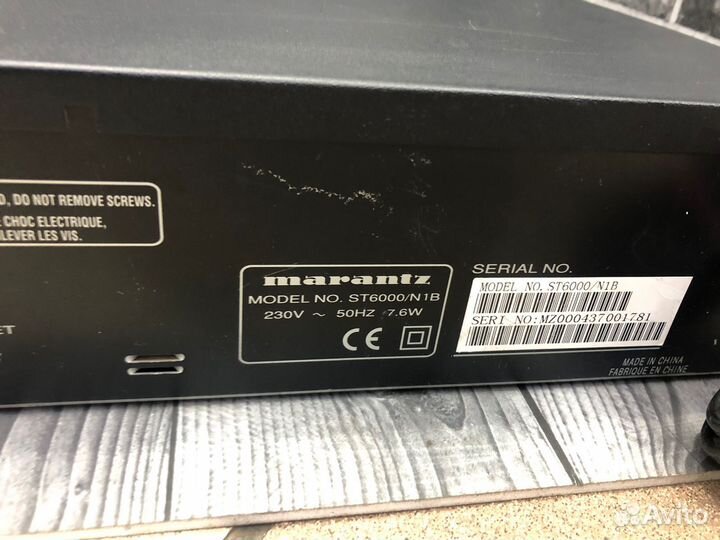 D, DO NOT REMOVE SCREWS.
CHOC ELECTRIQUE,
LEVER LES VIS.
ET
marantz
MODEL NO. ST6000/N1B
230V ~ 50HZ 7.6W
CE
SERIAL NO.
MODEL NO. ST6000/N1B
SERI NO:MZ000437001781
MADE IN CHINA
FABRIQUE EN CHINE
Avito